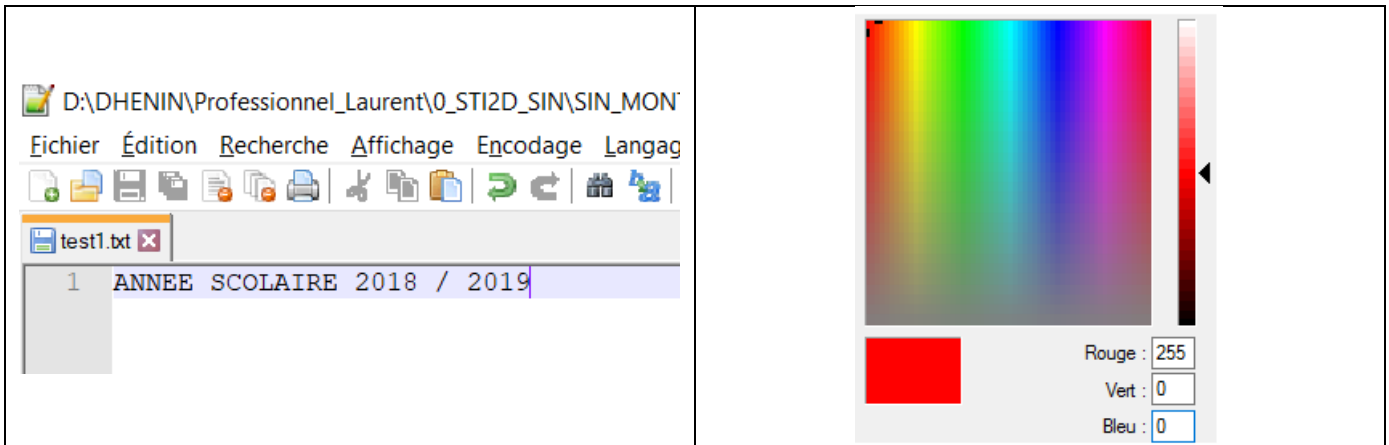 D:\DHENIN\Professionnel_Laurent\0_STI2D_SIN\SIN_MON
Fichier Édition Recherche Affichage Encodage Langag
test1.txt
1 ANNEE SCOLAIRE 2018 / 2019
Rouge : 255
Vert : 0
Bleu : 0